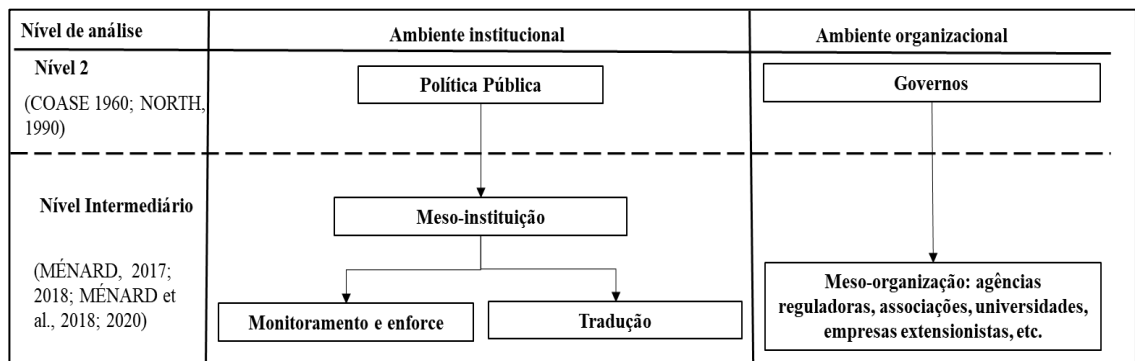 Nível de análise
Ambiente institucional
Ambiente organizacional
Nível 2
(COASE 1960; NORTH,
1990)
Política Pública
Governos
Nível Intermediário
(MÉNARD, 2017;
2018; MÉNARD et
al., 2018; 2020)
Meso-instituição
Monitoramento e enforce
Tradução
Meso-organização: agências
reguladoras, associações, universidades,
empresas extensionistas, etc.